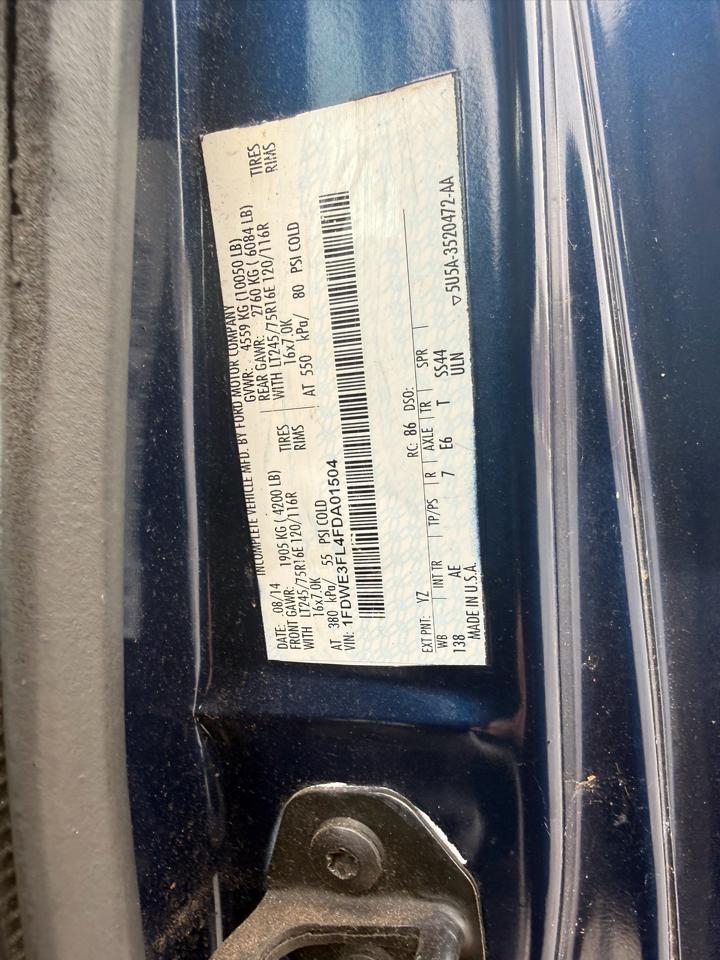 INCOMPLETE VEHICLE MFD. BY FORD MOTOR COMPANY
DATE: 08/14 GVWR: 4559 KG (10050 LB)
FRONT GAWR: 1905 KG ( 4200 LB) REAR GAWR: 2760 KG ( 6084 LB)
WITH LT245/75R16E 120/116R TIRES WITH LT245/75R16E 120/116R TIRES
16x7.0K RIMS 16x7.0K RIMS
AT 380 kPa/ 55 PSI COLD AT 550 kPa/ 80 PSI COLD
VIN: 1FDWE3FL4FDA01504
EXT PNT: YZ RC: 86 DSO:
WB INT TR TP/PS R AXLE TR SPR
138 AE 7 E6 T SS44
MADE IN U.S.A. ULN
▽5U5A-3520472-AA